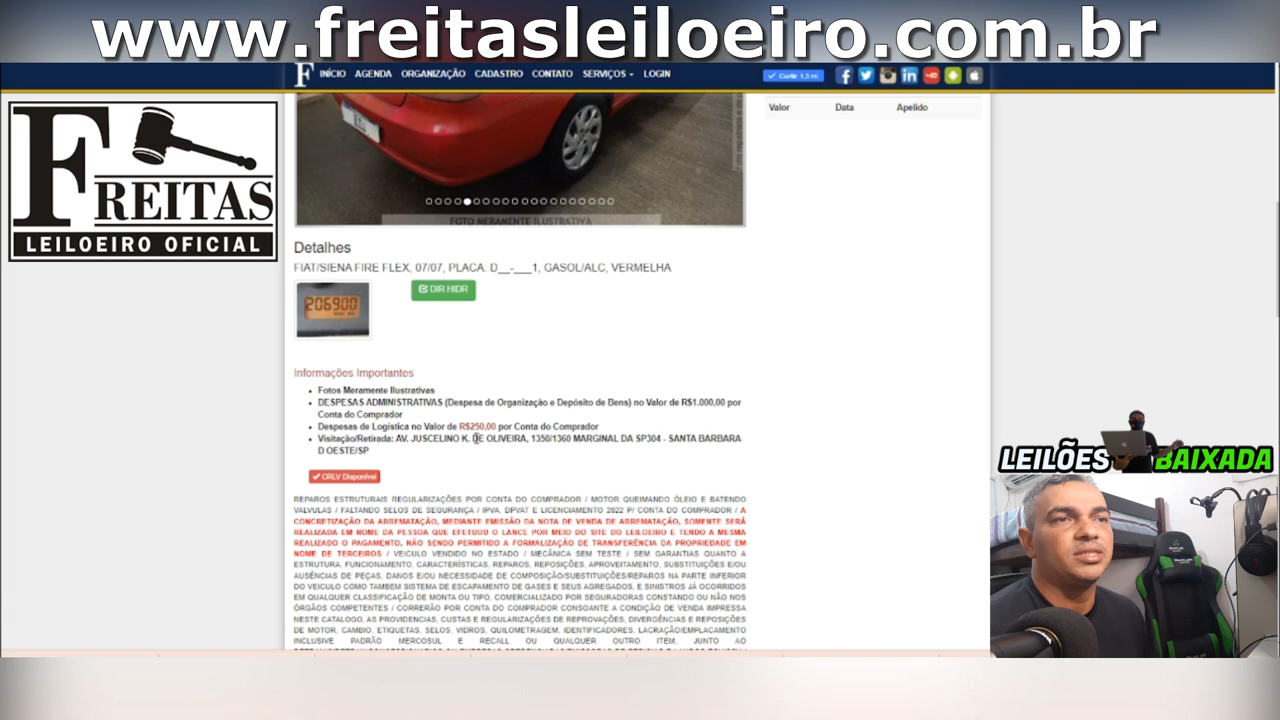 www.freitasleiloeiro.com.br
INÍCIO AGENDA ORGANIZAÇÃO CADASTRO CONTATO SERVIÇOS LOGIN
Curtir 1,3 mi
FREITAS
LEILOEIRO OFICIAL
Valor Data Apelido
FOTO MERAMENTE ILUSTRATIVA
Detalhes
FIAT/SIENA FIRE FLEX, 07/07, PLACA: D__-___1, GASOL/ALC, VERMELHA
206900
DIR HIDR
Informações Importantes
Fotos Meramente Ilustrativas
DESPESAS ADMINISTRATIVAS (Despesa de Organização e Depósito de Bens) no Valor de R$1.000,00 por
Conta do Comprador
Despesas de Logística no Valor de R$250,00 por Conta do Comprador
Visitação/Retirada: AV. JUSCELINO K. DE OLIVEIRA, 1350/1360 MARGINAL DA SP304 - SANTA BARBARA
D OESTE/SP
CRLV Disponível
REPAROS ESTRUTURAIS REGULARIZAÇÕES POR CONTA DO COMPRADOR / MOTOR QUEIMANDO ÓLEO E BATENDO
VALVULAS / FALTANDO SELOS DE SEGURANÇA / IPVA, DPVAT E LICENCIAMENTO 2022 P/ CONTA DO COMPRADOR / A
CONCRETIZAÇÃO DA ARREMATAÇÃO, MEDIANTE EMISSÃO DA NOTA DE VENDA DE ARREMATAÇÃO, SOMENTE SERÁ
REALIZADA EM NOME DA PESSOA QUE EFETUOU O LANCE POR MEIO DO SITE DO LEILOEIRO E TENDO A MESMA
REALIZADO O PAGAMENTO, NÃO SENDO PERMITIDO A FORMALIZAÇÃO DE TRANSFERÊNCIA DA PROPRIEDADE EM
NOME DE TERCEIROS / VEICULO VENDIDO NO ESTADO / MECÂNICA SEM TESTE / SEM GARANTIAS QUANTO A
ESTRUTURA, FUNCIONAMENTO, CARACTERÍSTICAS, REPAROS, REPOSIÇÕES, APROVEITAMENTO, SUBSTITUIÇÕES E/OU
AUSÊNCIAS DE PEÇAS, DANOS E/OU NECESSIDADE DE COMPOSIÇÃO/SUBSTITUIÇÕES/REPAROS NA PARTE INFERIOR
DO VEICULO COMO TAMBEM SISTEMA DE ESCAPAMENTO DE GASES E SEUS AGREGADOS, E SINISTROS JÁ OCORRIDOS
EM QUALQUER CLASSIFICAÇÃO DE MONTA OU TIPO, COMERCIALIZADO POR SEGURADORAS CONSTANDO OU NÃO NOS
ÓRGÃOS COMPETENTES / CORRERÃO POR CONTA DO COMPRADOR CONSOANTE A CONDIÇÃO DE VENDA IMPRESSA
NESTE CATALOGO, AS PROVIDENCIAS, CUSTAS E REGULARIZAÇÕES DE REPROVAÇÕES, DIVERGÊNCIAS E REPOSIÇÕES
DE MOTOR, CAMBIO, ETIQUETAS, SELOS, VIDROS, QUILOMETRAGEM, IDENTIFICADORES, LACRAÇÃO/EMPLACAMENTO
INCLUSIVE PADRÃO MERCOSUL E RECALL OU QUALQUER OUTRO ITEM, JUNTO AO
LEILÕES BAIXADA